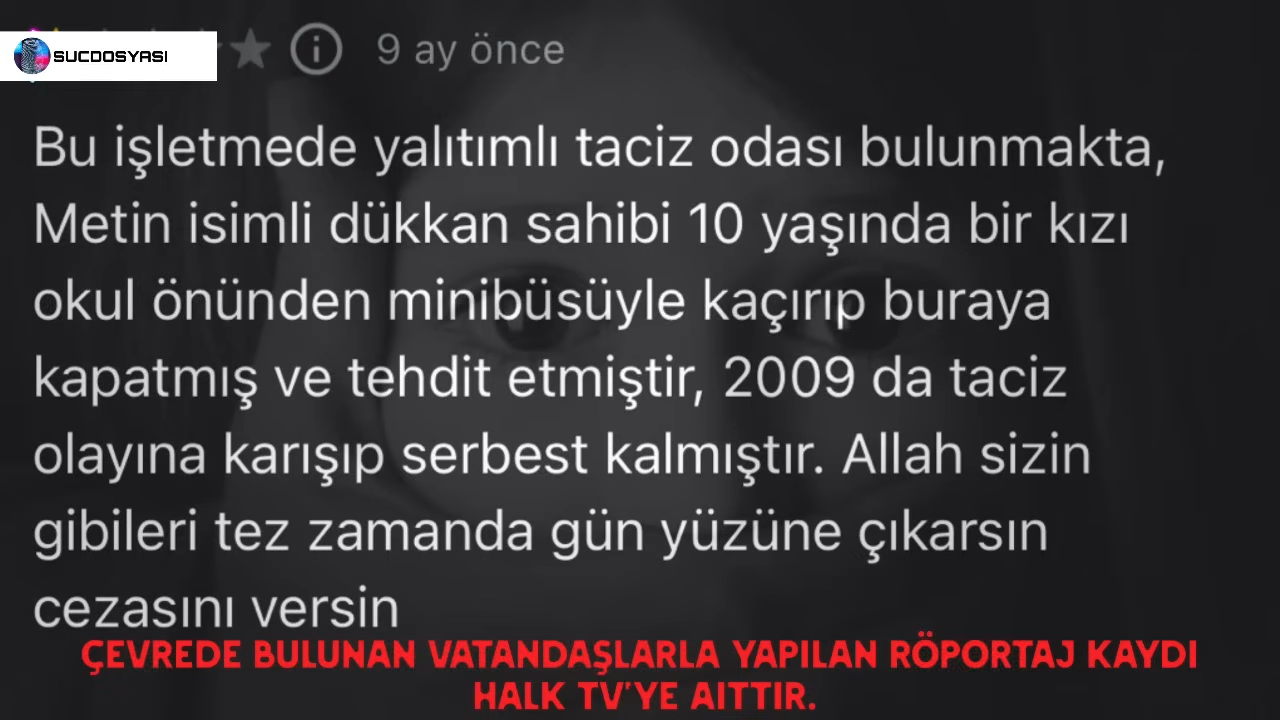 SUCDOSYASI
9 ay önce
Bu işletmede yalıtımlı taciz odası bulunmakta,
Metin isimli dükkan sahibi 10 yaşında bir kızı
okul önünden minibüsüyle kaçırıp buraya
kapatmış ve tehdit etmiştir, 2009 da taciz
olayına karışıp serbest kalmıştır. Allah sizin
gibileri tez zamanda gün yüzüne çıkarsın
cezasını versin
ÇEVREDE BULUNAN VATANDAŞLARLA YAPILAN RÖPORTAJ KAYDI
HALK TV'YE AITTIR.